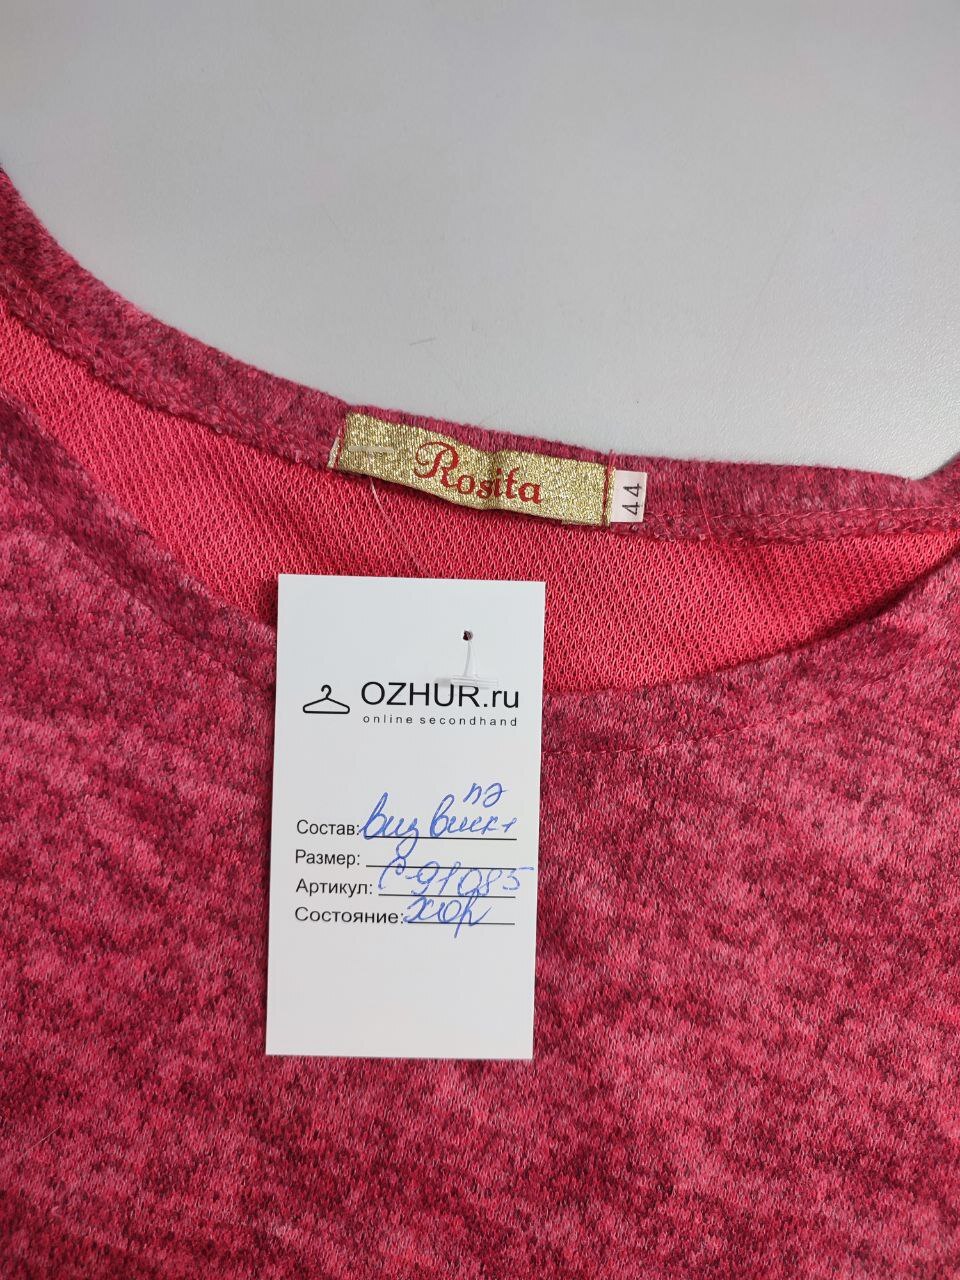 Rosita
44
OZHUR.ru
online secondhand
пэ
Состав: виз виск+
Размер:
Артикул: С-91085
Состояние: хор